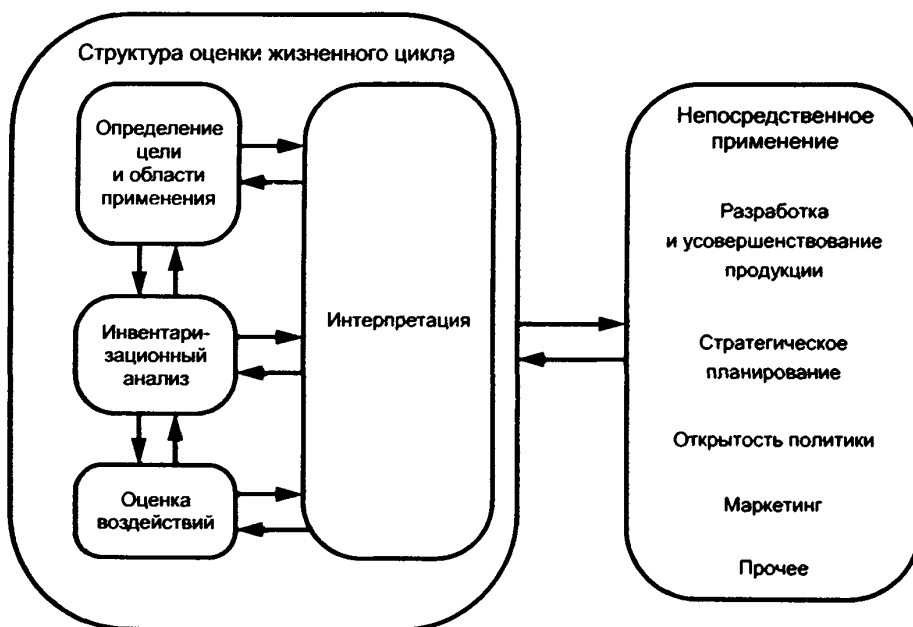 Структура оценки жизненного цикла
Определение
цели
и области
применения
Инвентари-
зационный
анализ
Оценка
воздействий
Интерпретация
Непосредственное
применение
Разработка
и усовершенствование
продукции
Стратегическое
планирование
Открытость политики
Маркетинг
Прочее